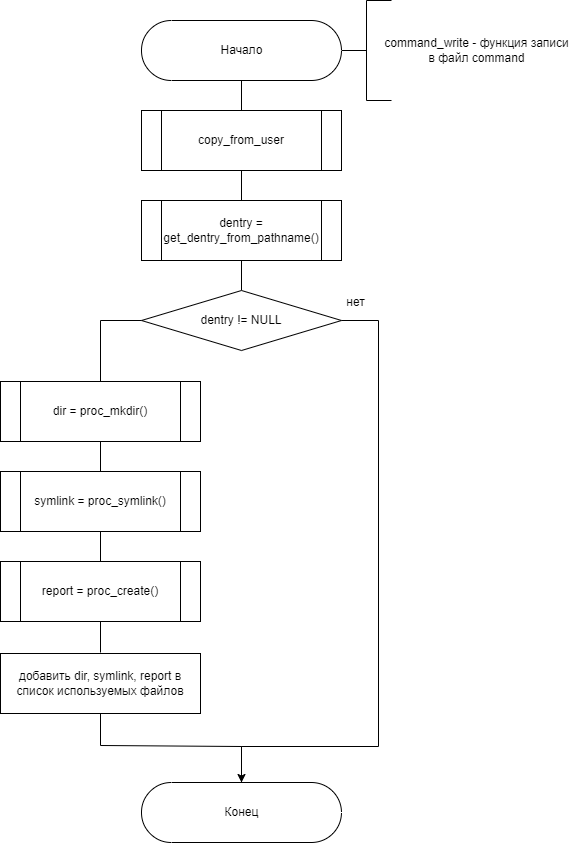 Начало
command_write - функция записи
в файл command
copy_from_user
dentry =
get_dentry_from_pathname()
dentry != NULL
нет
dir = proc_mkdir()
symlink = proc_symlink()
report = proc_create()
добавить dir, symlink, report в
список используемых файлов
Конец